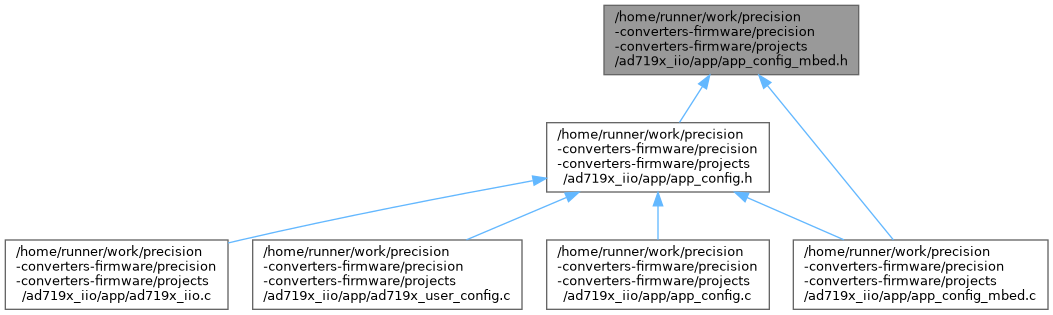 /home/runner/work/precision
-converters-firmware/precision
-converters-firmware/projects
/ad719x_iio/app/app_config_mbed.h
/home/runner/work/precision
-converters-firmware/precision
-converters-firmware/projects
/ad719x_iio/app/app_config.h
/home/runner/work/precision
-converters-firmware/precision
-converters-firmware/projects
/ad719x_iio/app/ad719x_iio.c
/home/runner/work/precision
-converters-firmware/precision
-converters-firmware/projects
/ad719x_iio/app/ad719x_user_config.c
/home/runner/work/precision
-converters-firmware/precision
-converters-firmware/projects
/ad719x_iio/app/app_config.c
/home/runner/work/precision
-converters-firmware/precision
-converters-firmware/projects
/ad719x_iio/app/app_config_mbed.c